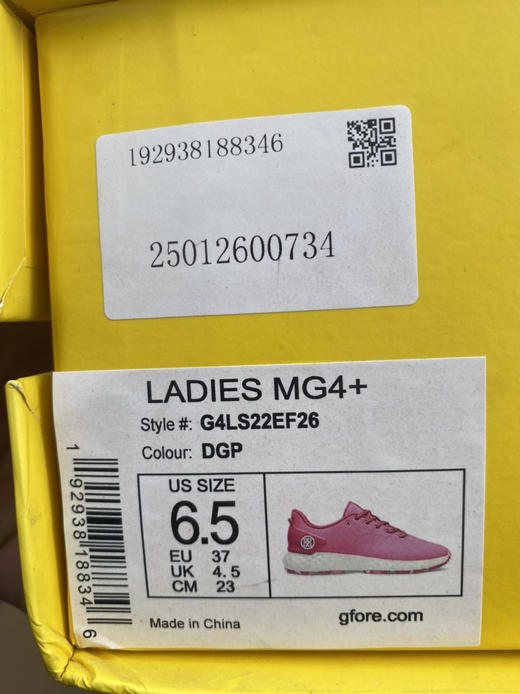 192938188346
25012600734
LADIES MG4+
Style #: G4LS22EF26
Colour: DGP
US SIZE
6.5
EU 37
UK 4.5
CM 23
Made in China
gfore.com
1 92938 18834 6